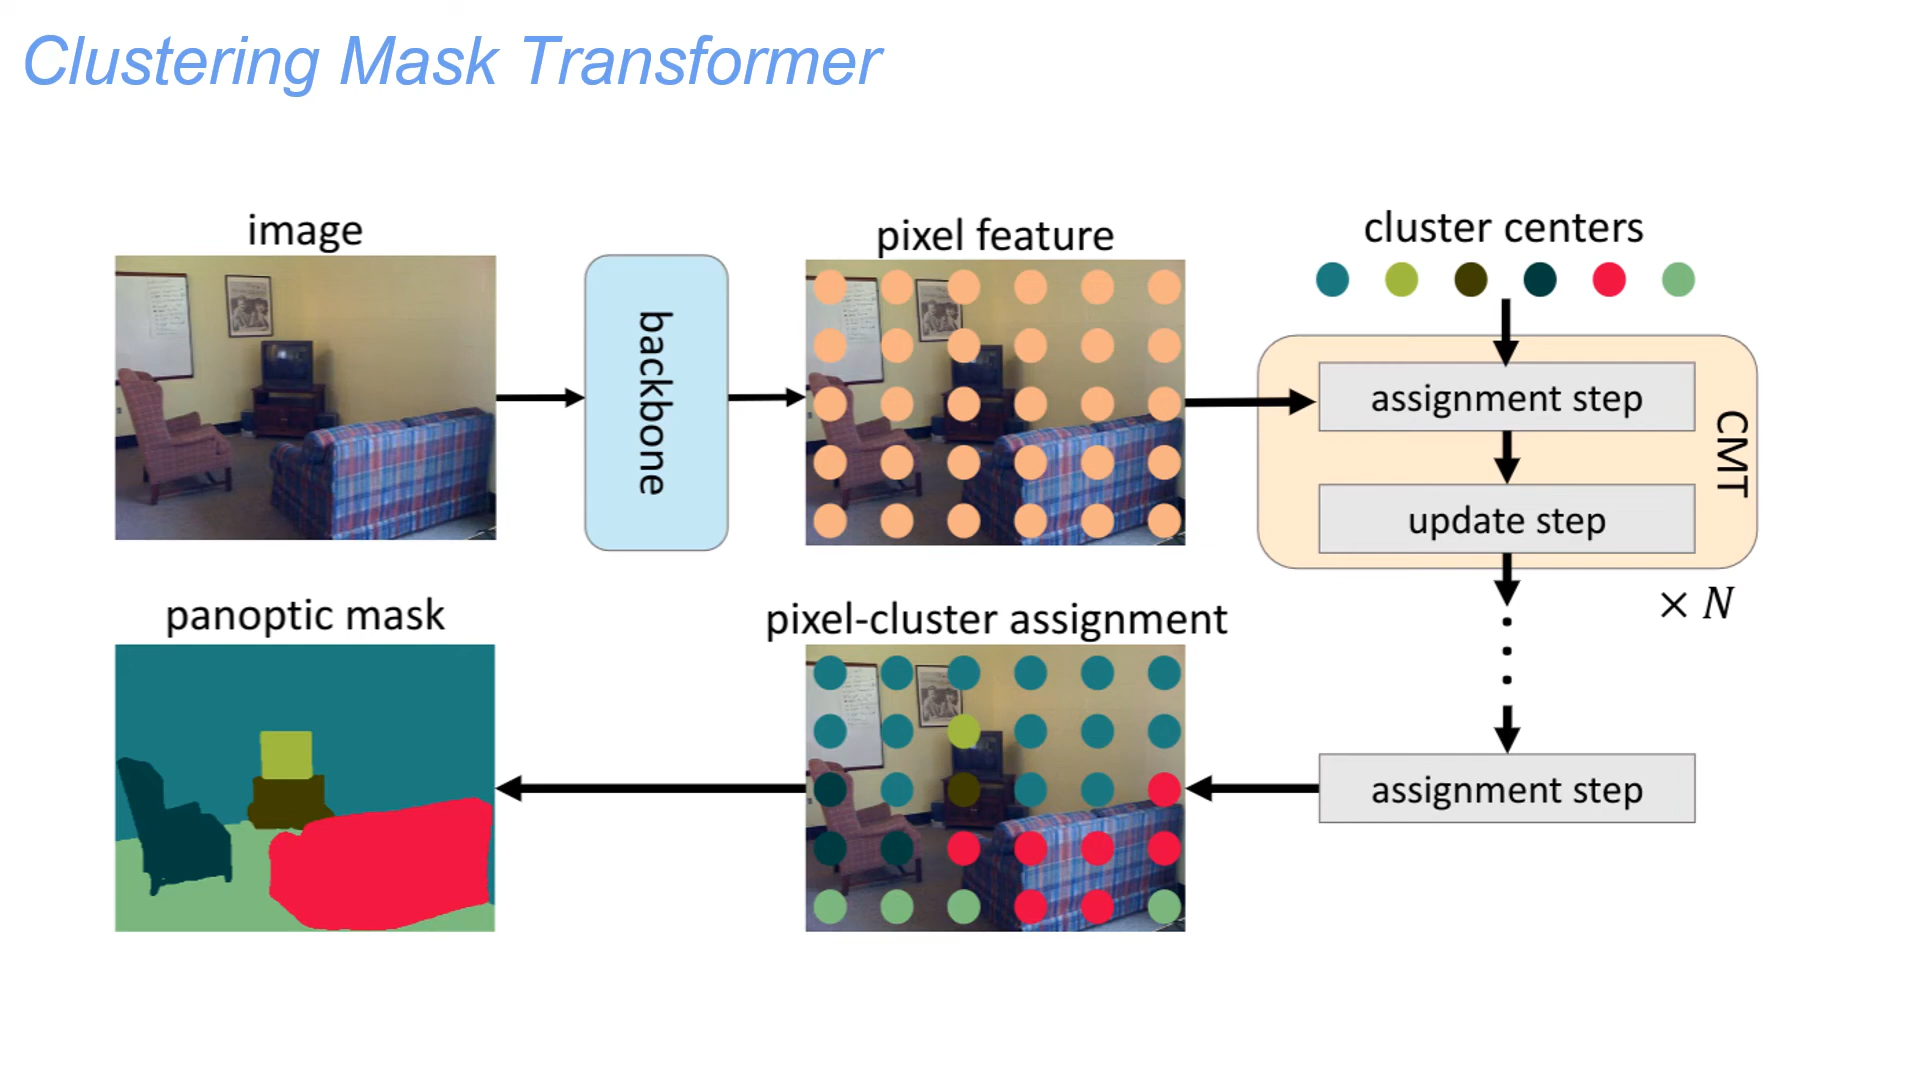 Clustering Mask Transformer
image
backbone
pixel feature
cluster centers
assignment step
update step
CMT
× N
assignment step
pixel-cluster assignment
panoptic mask